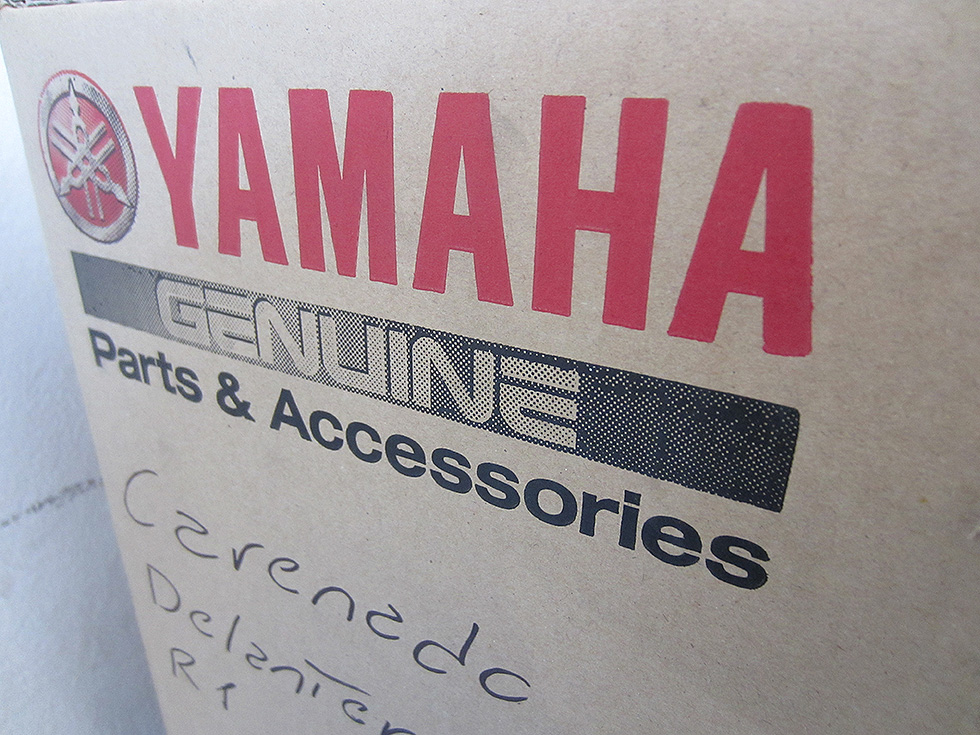 YAMAHA
GENUINE
Parts & Accessories
Carenado
R1